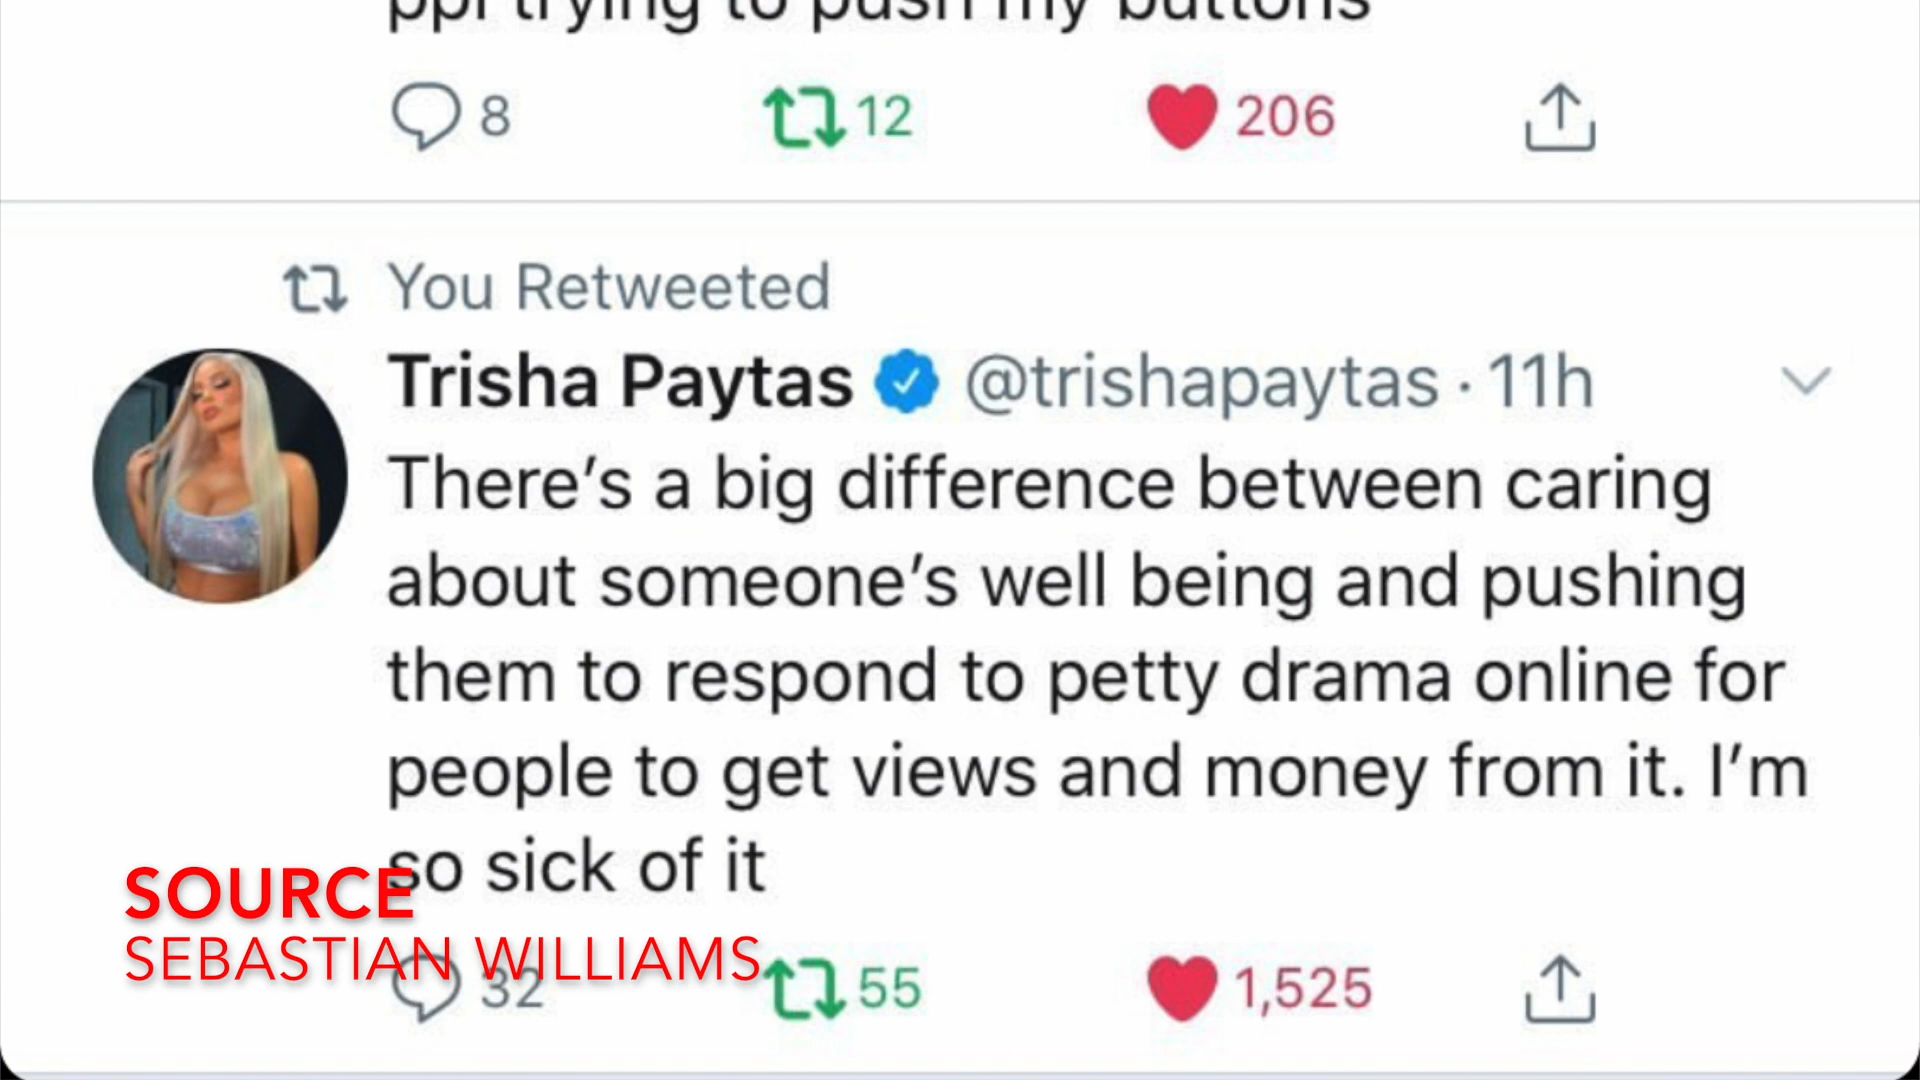 ppl trying to push my buttons
8 12 206
You Retweeted
Trisha Paytas @trishapaytas · 11h
There’s a big difference between caring
about someone’s well being and pushing
them to respond to petty drama online for
people to get views and money from it. I’m
so sick of it
SOURCE
SEBASTIAN WILLIAMS
32 55 1,525